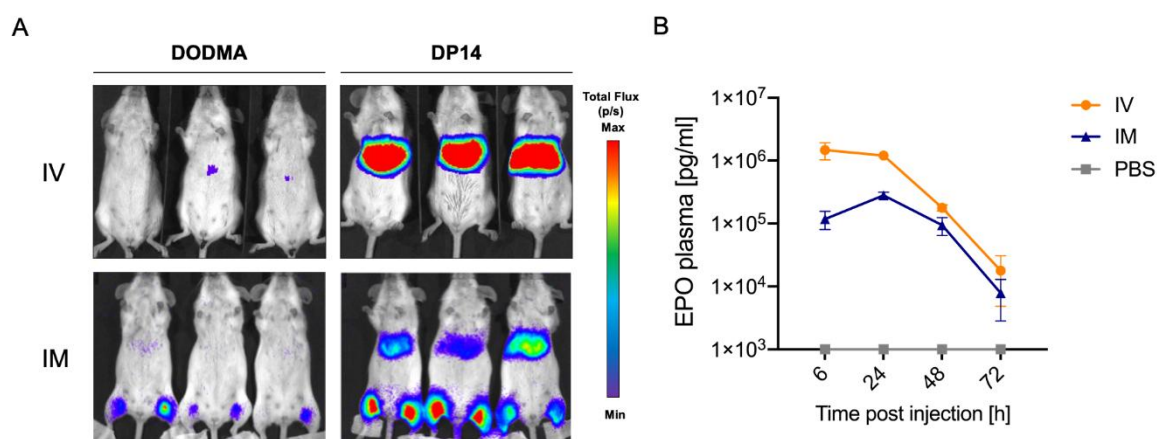 A
DODMA
DP14
IV
IM
Total Flux
(p/s)
Max
Min
B
EPO plasma [pg/ml]
1×10⁷
1×10⁶
1×10⁵
1×10⁴
1×10³
6
24
48
72
Time post injection [h]
IV
IM
PBS